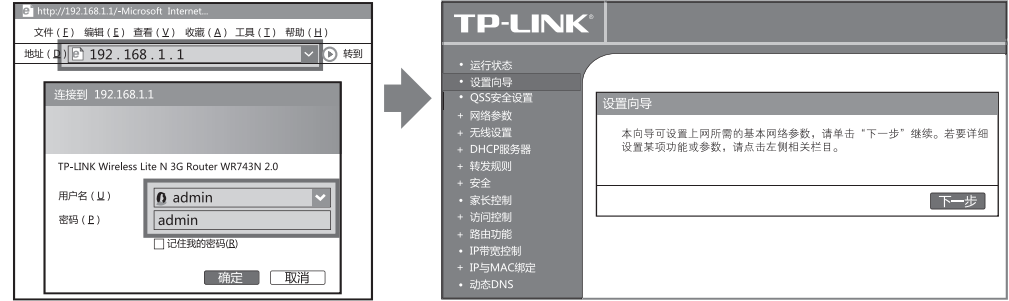 http://192.168.1.1/-Microsoft Internet...
文件(F) 编辑(E) 查看(V) 收藏(A) 工具(I) 帮助(H)
地址(D) 192.168.1.1 转到
连接到 192.168.1.1
TP-LINK Wireless Lite N 3G Router WR743N 2.0
用户名(U) admin
密码(P) admin
记住我的密码(R)
确定 取消
TP-LINK®
• 运行状态
• 设置向导
• QSS安全设置
+ 网络参数
+ 无线设置
+ DHCP服务器
+ 转发规则
+ 安全
• 家长控制
+ 访问控制
+ 路由功能
• IP带宽控制
+ IP与MAC绑定
• 动态DNS
设置向导
本向导可设置上网所需的基本网络参数，请单击“下一步”继续。若要详细
设置某项功能或参数，请点击左侧相关栏目。
下一步